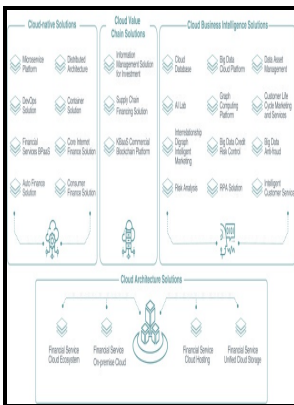 Cloud-native Solutions
Microservice
Platform
Distributed
Architecture
DevOps
Solution
Container
Solution
Financial
Services BPaaS
Core Internet
Finance Solution
Auto Finance
Solution
Consumer
Finance
Solution
Cloud Value
Chain Solutions
Information
Management Solution
for Investment
Supply Chain
Financing Solution
KBaaS Commercial
Blockchain Platform
Cloud Business Intelligence Solutions
Cloud
Database
Big Data
Cloud Platform
Data Asset
Management
AI Lab
Graph
Computing
Platform
Customer Life
Cycle Marketing
and Services
Interrelationship
Digraph
Intelligent
Marketing
Big Data Credit
Risk Control
Big Data
Anti-fraud
Risk Analysis
RPA Solution
Intelligent
Customer Service
Cloud Architecture Solutions
Financial Service
Cloud Ecosystem
Financial Service
On-premise Cloud
Financial Service
Cloud Hosting
Financial Service
Unified Cloud Storage